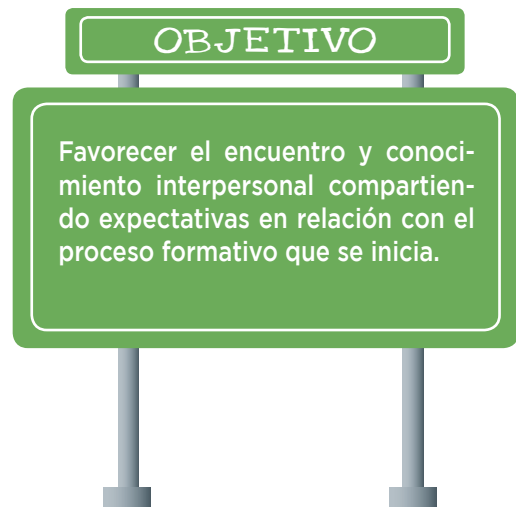 OBJETIVO
Favorecer el encuentro y conoci-
miento interpersonal compartien-
do expectativas en relación con el
proceso formativo que se inicia.